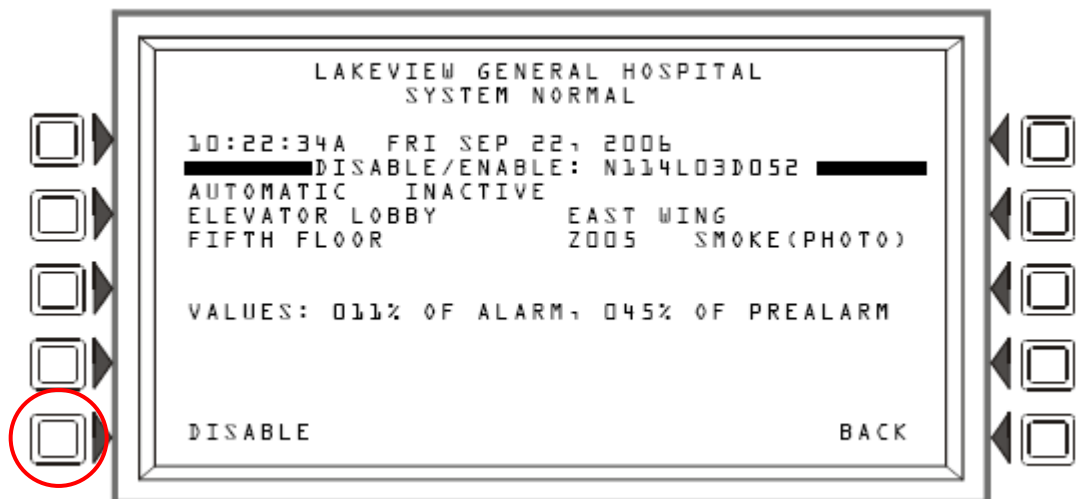 LAKEVIEW GENERAL HOSPITAL
SYSTEM NORMAL
10:22:34A FRI SEP 22, 2006
DISABLE/ENABLE: N114L03D052
AUTOMATIC INACTIVE
ELEVATOR LOBBY EAST WING
FIFTH FLOOR Z005 SMOKE(PHOTO)
VALUES: 011% OF ALARM, 045% OF PREALARM
DISABLE BACK